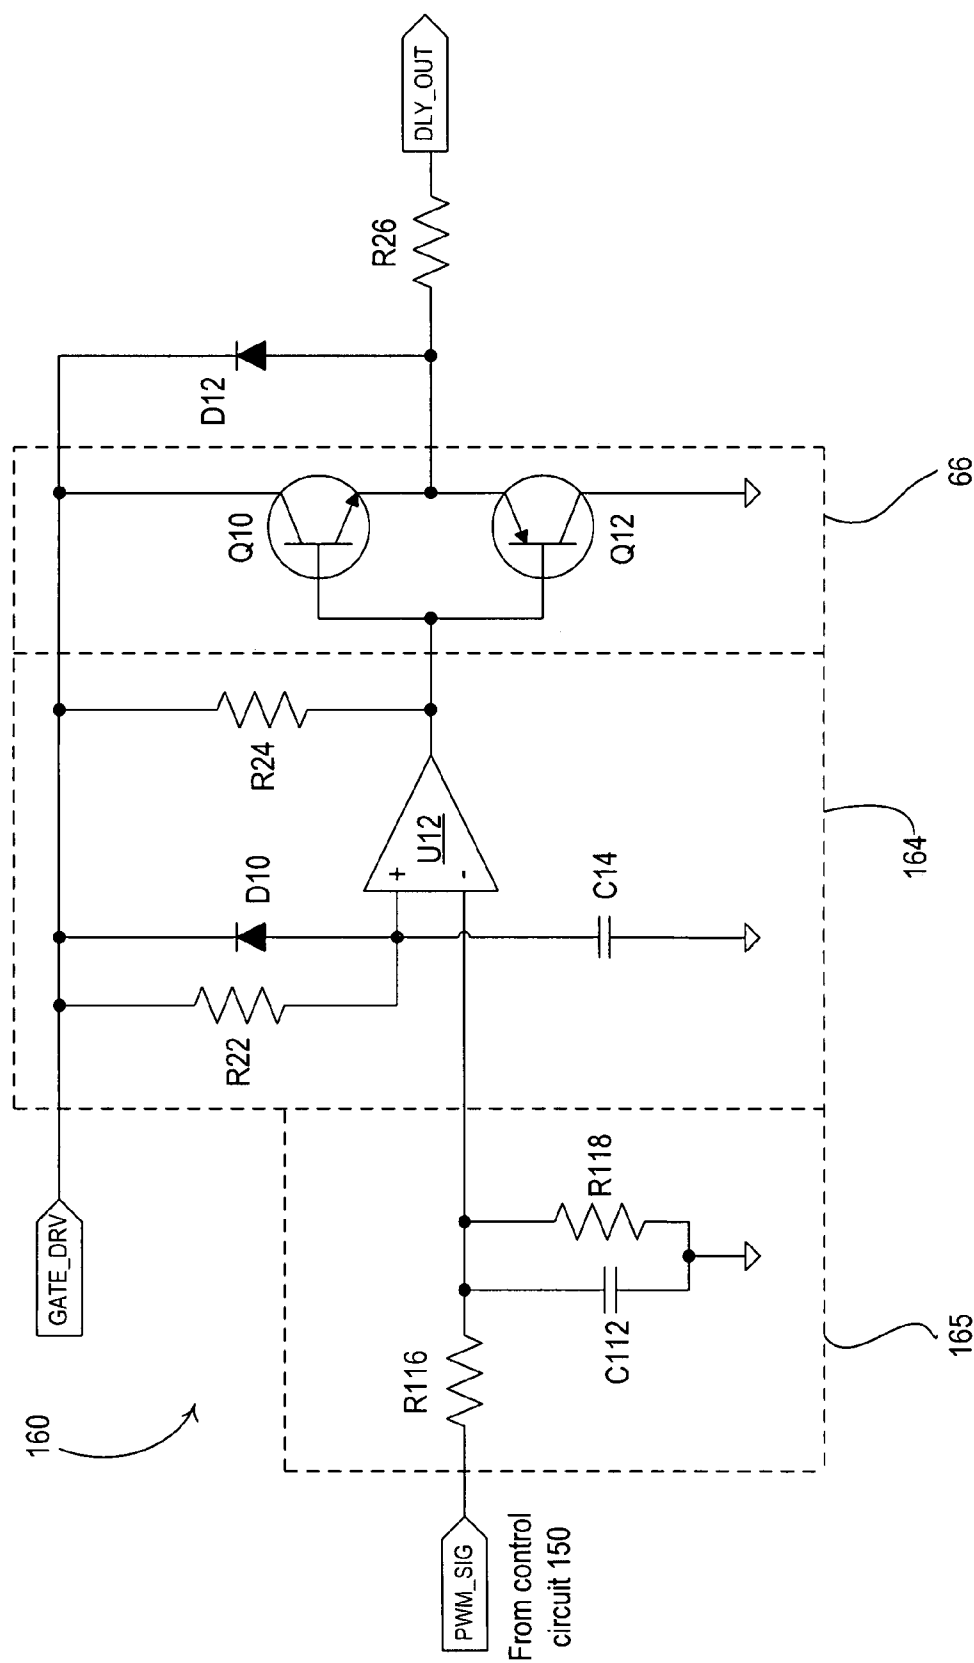 160
GATE_DRV
PWM_SIG
From control
circuit 150
R116
C112
R118
165
R22
D10
R24
U12
+
-
C14
164
Q10
Q12
66
D12
R26
DLY_OUT